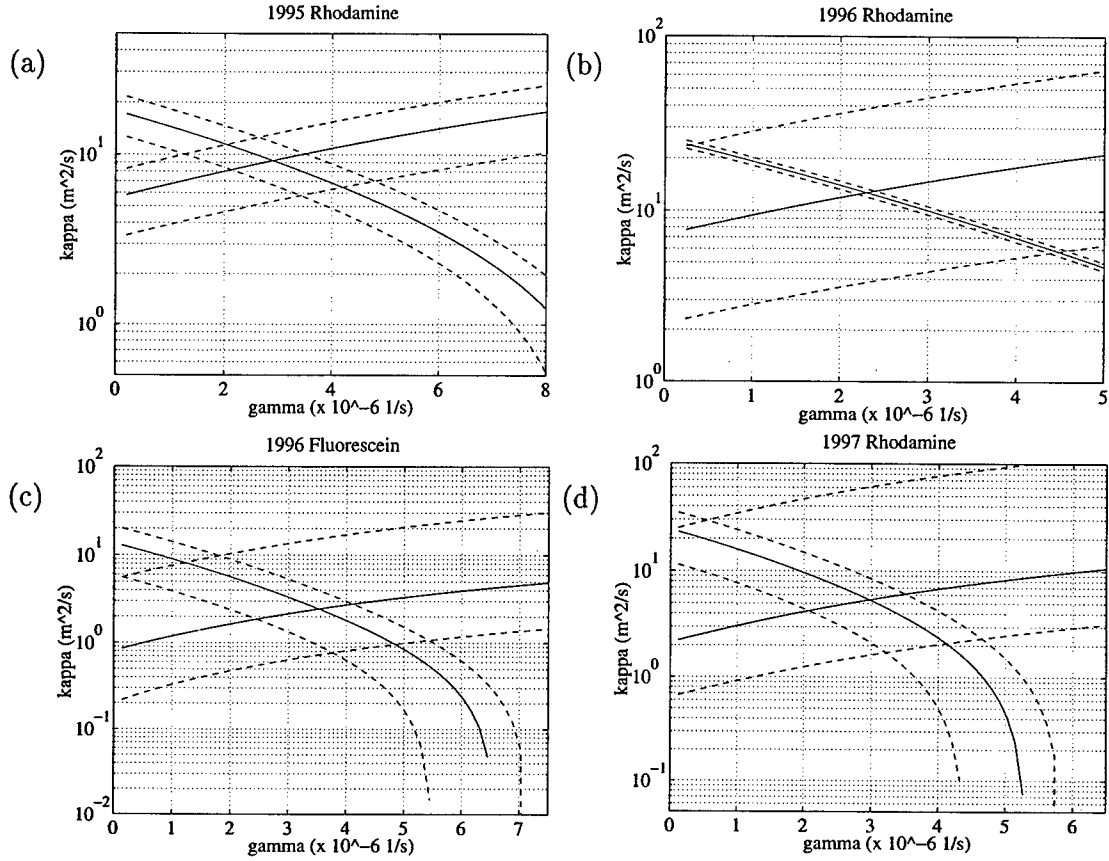 1995 Rhodamine
(a)
kappa (m^2/s)
10^1
10^0
0 2 4 6 8
gamma (x 10^−6 1/s)
1996 Rhodamine
(b)
kappa (m^2/s)
10^2
10^1
10^0
0 1 2 3 4 5
gamma (x 10^−6 1/s)
1996 Fluorescein
(c)
kappa (m^2/s)
10^2
10^1
10^0
10^−1
10^−2
0 1 2 3 4 5 6 7
gamma (x 10^−6 1/s)
1997 Rhodamine
(d)
kappa (m^2/s)
10^2
10^1
10^0
10^−1
0 1 2 3 4 5 6
gamma (x 10^−6 1/s)